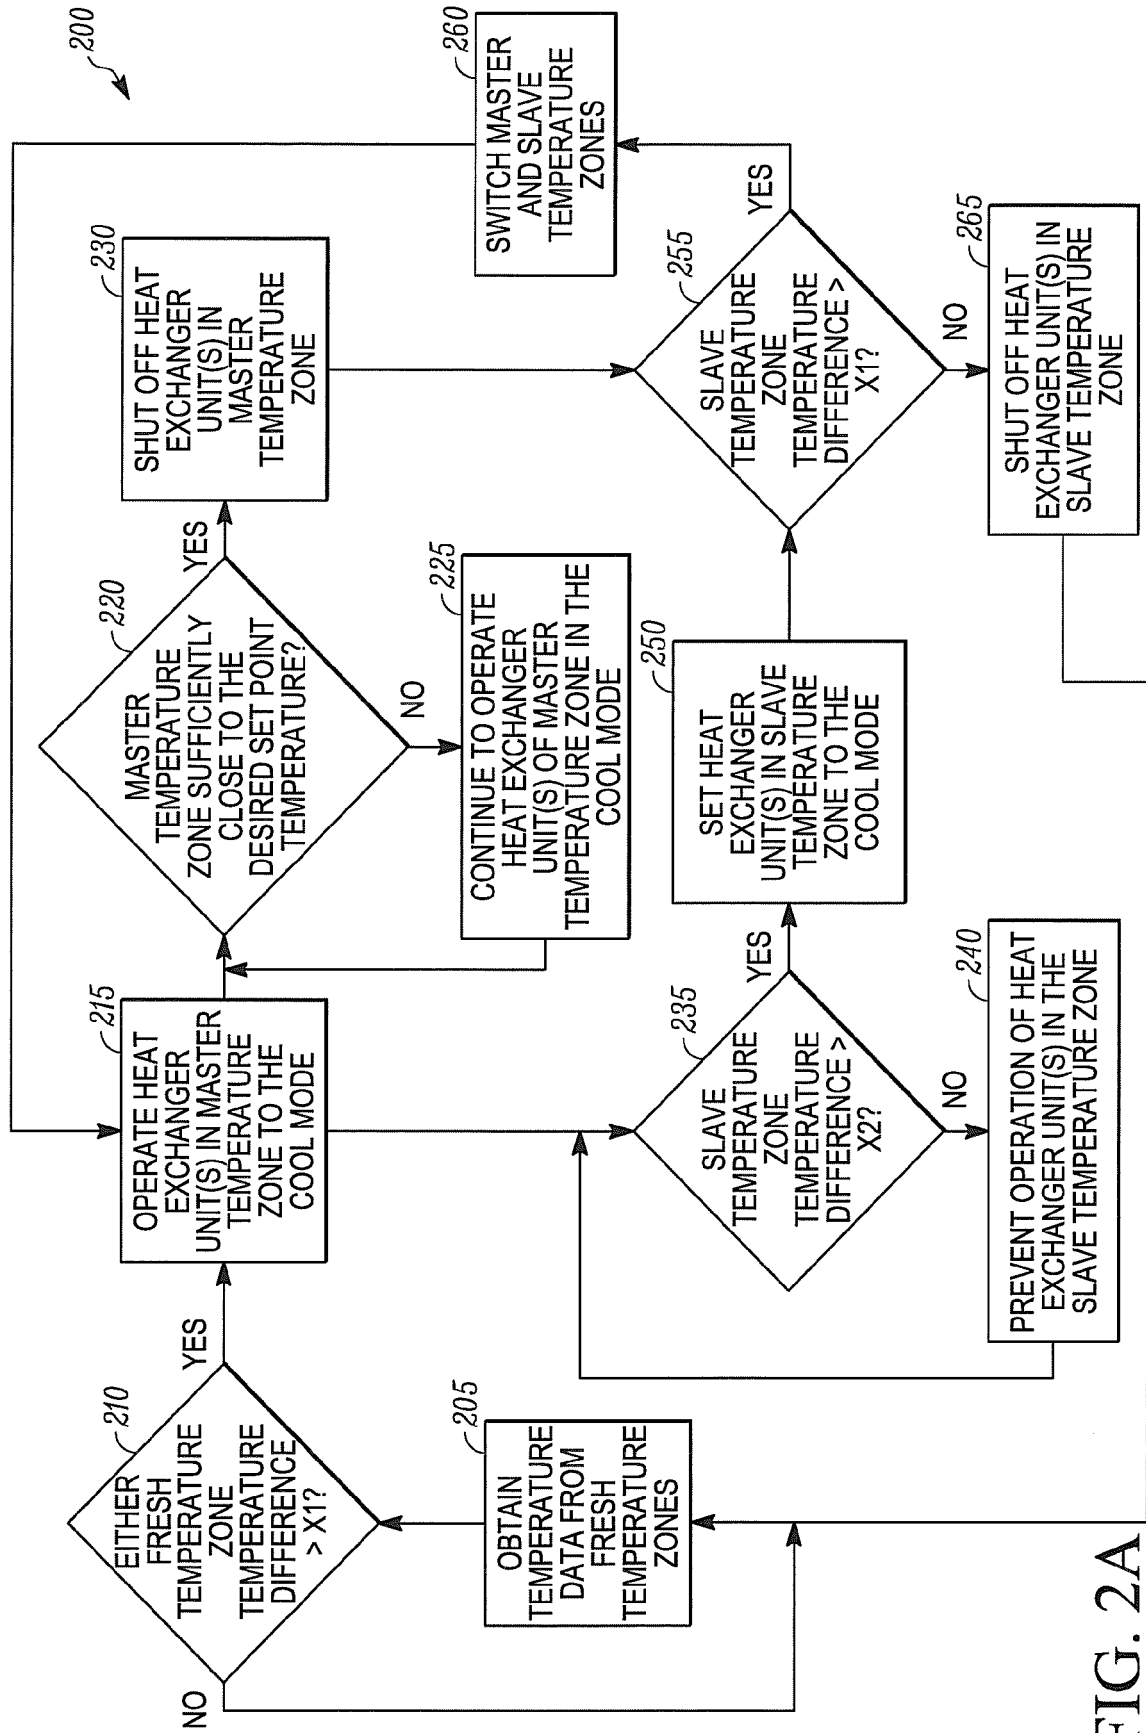 200
NO
EITHER
FRESH
TEMPERATURE
ZONE
TEMPERATURE
DIFFERENCE
> X1?
210
YES
OBTAIN
TEMPERATURE
DATA FROM
FRESH
TEMPERATURE
ZONES
205
OPERATE HEAT
EXCHANGER
UNIT(S) IN MASTER
TEMPERATURE
ZONE TO THE
COOL MODE
215
MASTER
TEMPERATURE
ZONE SUFFICIENTLY
CLOSE TO THE
DESIRED SET POINT
TEMPERATURE?
220
YES
NO
CONTINUE TO OPERATE
HEAT EXCHANGER
UNIT(S) OF MASTER
TEMPERATURE ZONE IN THE
COOL MODE
225
SHUT OFF HEAT
EXCHANGER
UNIT(S) IN
MASTER
TEMPERATURE
ZONE
230
SLAVE
TEMPERATURE
ZONE
TEMPERATURE
DIFFERENCE >
X2?
235
YES
NO
PREVENT OPERATION OF HEAT
EXCHANGER UNIT(S) IN THE
SLAVE TEMPERATURE ZONE
240
SET HEAT
EXCHANGER
UNIT(S) IN SLAVE
TEMPERATURE
ZONE TO THE
COOL MODE
250
SLAVE
TEMPERATURE
ZONE
TEMPERATURE
DIFFERENCE >
X1?
255
YES
NO
SWITCH MASTER
AND SLAVE
TEMPERATURE
ZONES
260
SHUT OFF HEAT
EXCHANGER UNIT(S) IN
SLAVE TEMPERATURE
ZONE
265
FIG. 2A